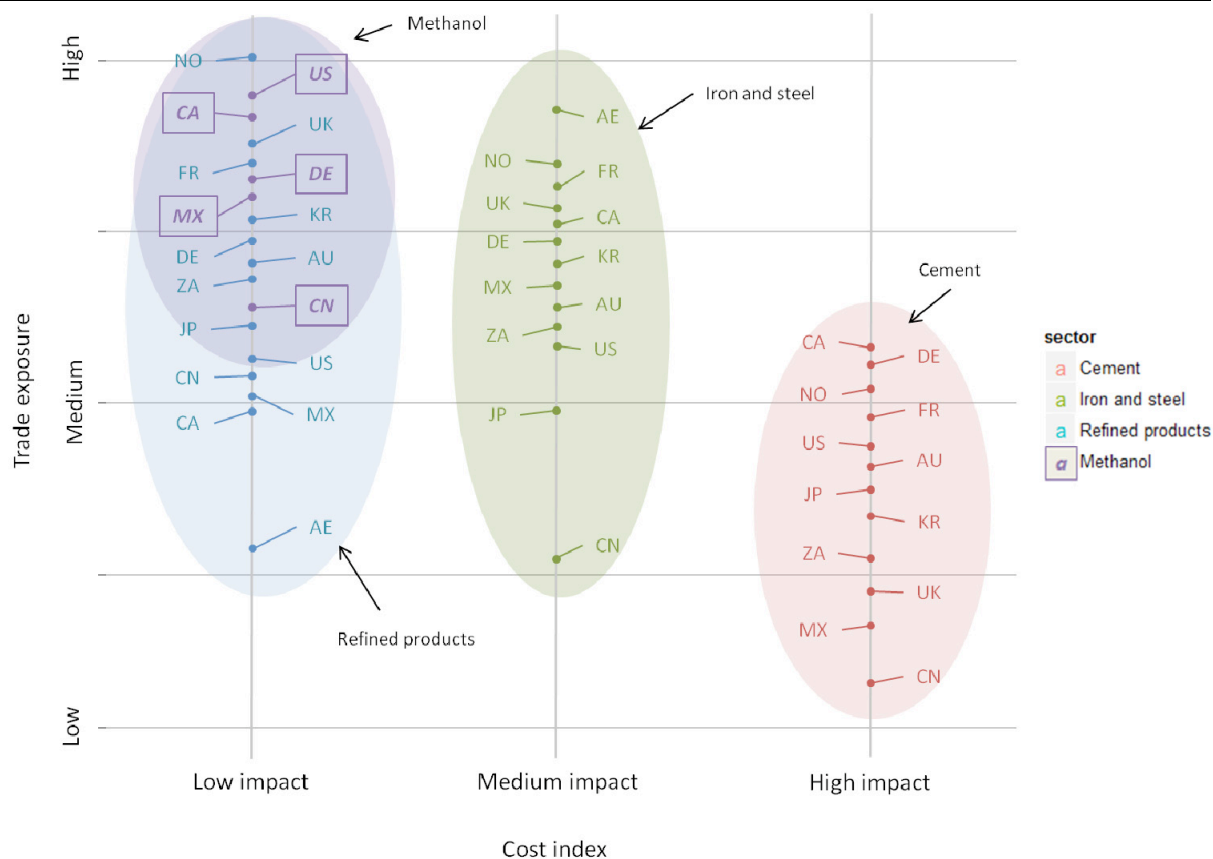 Methanol
High
NO
US
CA
UK
FR
DE
MX
KR
DE
AU
ZA
CN
JP
US
CN
MX
CA
AE
Refined products
Iron and steel
AE
NO
FR
UK
CA
DE
KR
MX
AU
ZA
US
JP
CN
Cement
CA
DE
NO
FR
US
AU
JP
KR
ZA
UK
MX
CN
Trade exposure
Medium
Low
Low impact
Medium impact
High impact
Cost index
sector
a Cement
a Iron and steel
a Refined products
a Methanol